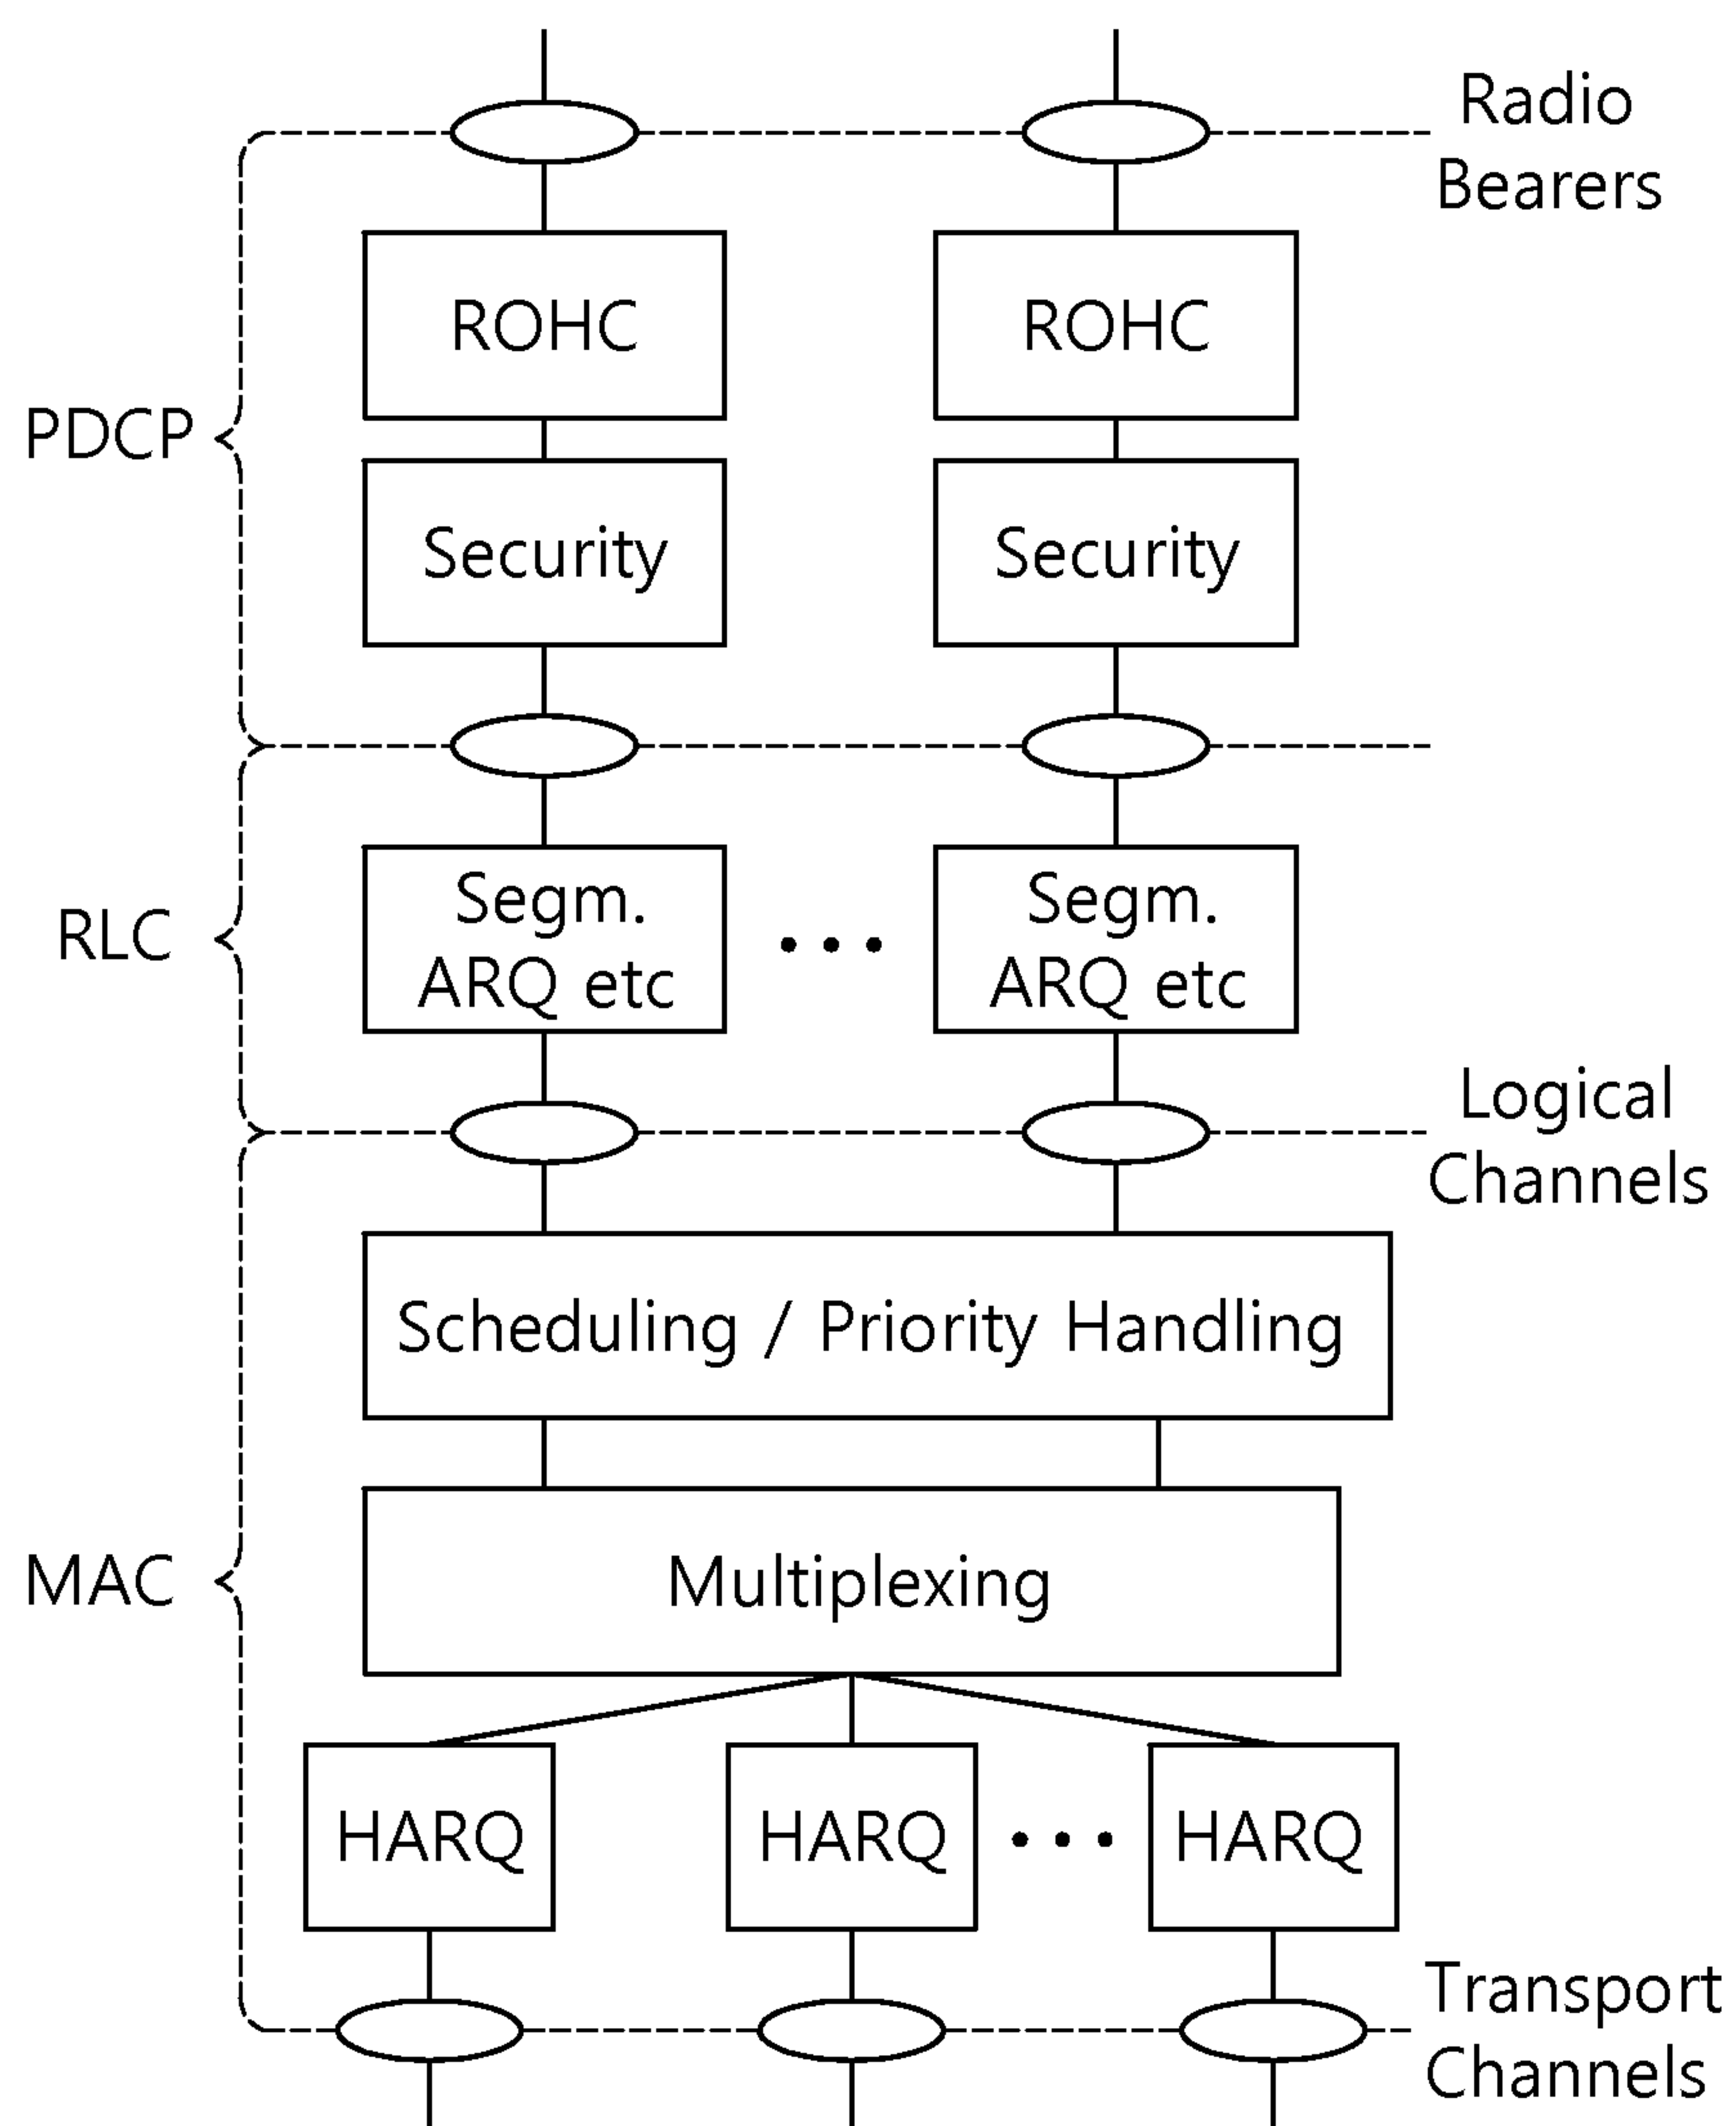 Radio
Bearers
ROHC
ROHC
PDCP
Security
Security
Segm.
ARQ etc
Segm.
ARQ etc
RLC
Logical
Channels
Scheduling / Priority Handling
Multiplexing
MAC
HARQ
HARQ
HARQ
Transport
Channels